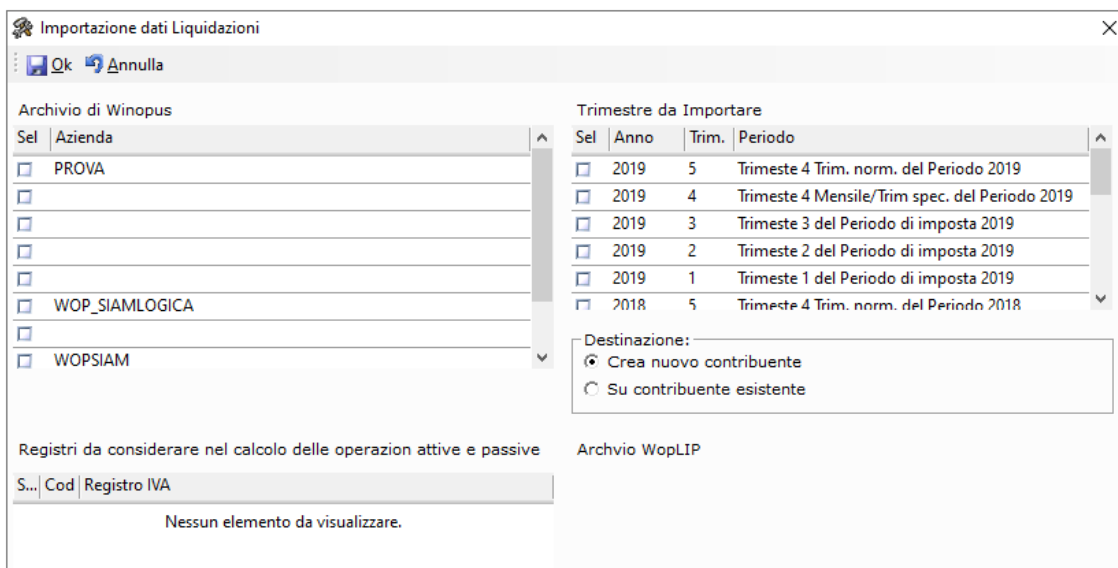 Importazione dati Liquidazioni
Ok Annulla
Archivio di Winopus
Sel Azienda
PROVA
WOP_SIAMLOGICA
WOPSIAM
Trimestre da Importare
Sel Anno Trim. Periodo
2019 5 Trimeste 4 Trim. norm. del Periodo 2019
2019 4 Trimeste 4 Mensile/Trim spec. del Periodo 2019
2019 3 Trimeste 3 del Periodo di imposta 2019
2019 2 Trimeste 2 del Periodo di imposta 2019
2019 1 Trimeste 1 del Periodo di imposta 2019
2018 5 Trimeste 4 Trim. norm. del Periodo 2018
Destinazione:
Crea nuovo contribuente
Su contribuente esistente
Registri da considerare nel calcolo delle operazion attive e passive
S... Cod Registro IVA
Nessun elemento da visualizzare.
Archvio WopLIP